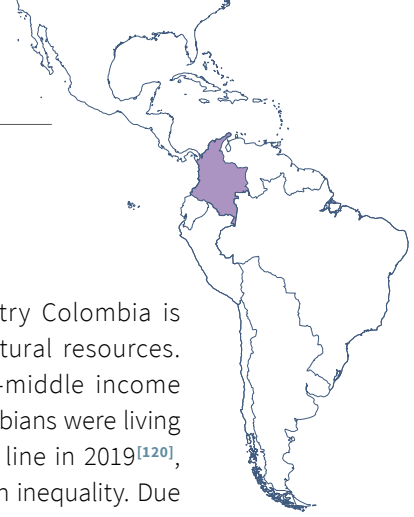 try Colombia is
tural resources.
-middle income
bians were living
line in 2019[120],
inequality. Due